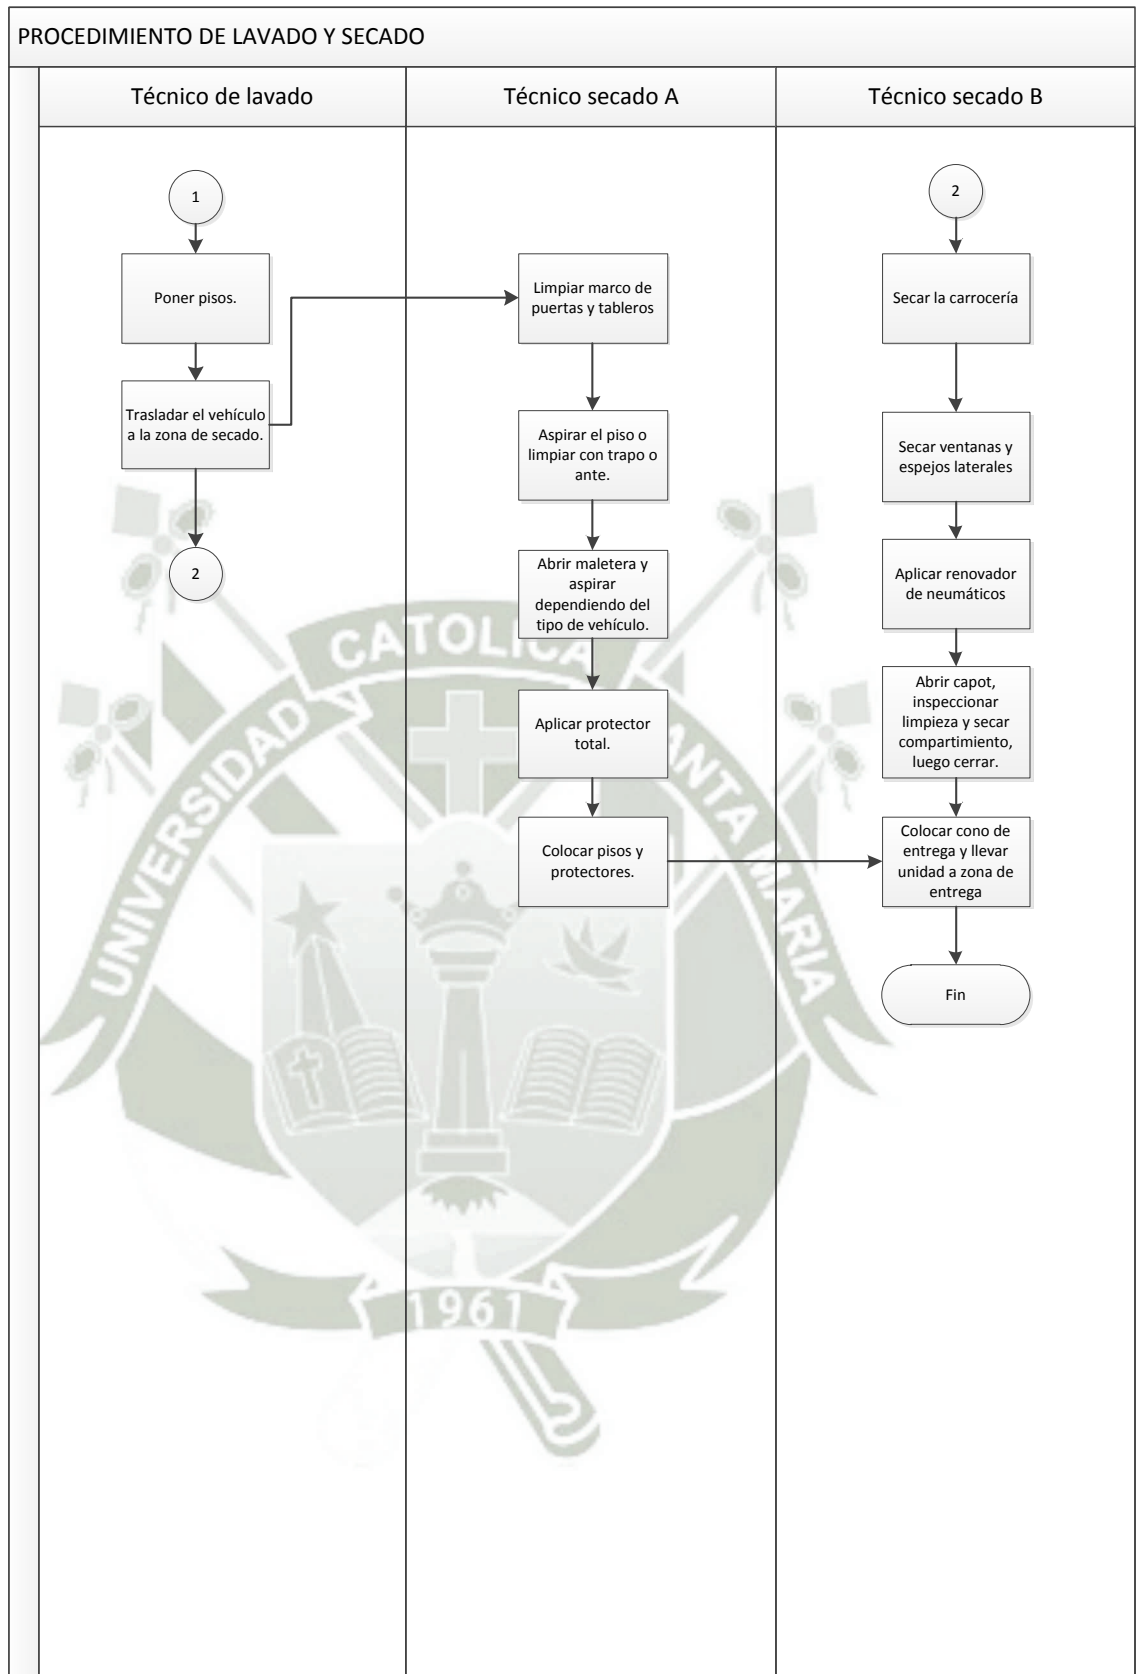 PROCEDIMIENTO DE LAVADO Y SECADO
Técnico de lavado
Técnico secado A
Técnico secado B
1
Poner pisos.
Trasladar el vehículo
a la zona de secado.
2
Limpiar marco de
puertas y tableros
Aspirar el piso o
limpiar con trapo o
ante.
Abrir maletera y
aspirar
dependiendo del
tipo de vehículo.
Aplicar protector
total.
Colocar pisos y
protectores.
2
Secar la carrocería
Secar ventanas y
espejos laterales
Aplicar renovador
de neumáticos
Abrir capot,
inspeccionar
limpieza y secar
compartimiento,
luego cerrar.
Colocar cono de
entrega y llevar
unidad a zona de
entrega
Fin
UNIVERSIDAD CATOLICA SANTA MARIA
1961